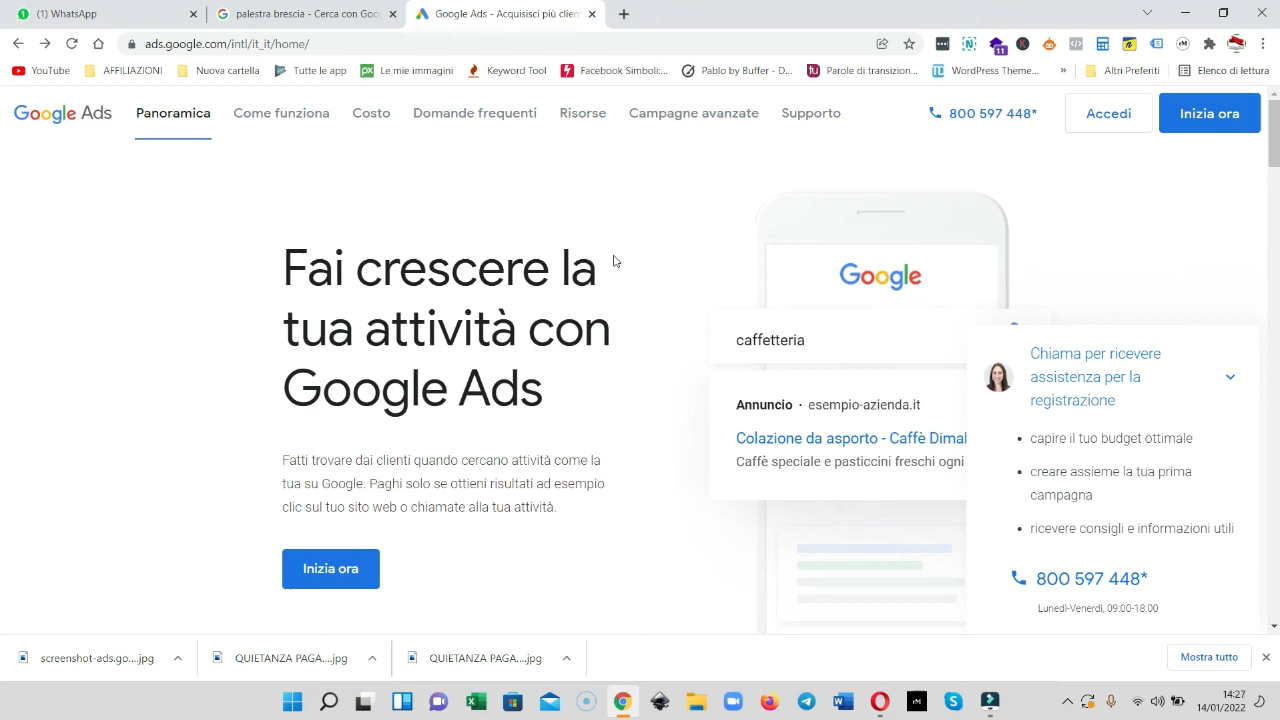 WhatsApp
palestra brescia - Cerca con Goo
Google Ads - Acquisisci più clien
ads.google.com/intl/it_it/home/
11
YouTube
AFFILIAZIONI
Nuova cartella
Tutte le app
Le mie immagini
Keyword Tool
Facebook Simboli:...
Pablo by Buffer - D...
Parole di transizion...
WordPress Theme...
»
Altri Preferiti
Elenco di lettura
Google Ads
Panoramica
Come funziona
Costo
Domande frequenti
Risorse
Campagne avanzate
Supporto
800 597 448*
Accedi
Inizia ora
Fai crescere la
tua attività con
Google Ads
Fatti trovare dai clienti quando cercano attività come la
tua su Google. Paghi solo se ottieni risultati ad esempio
clic sul tuo sito web o chiamate alla tua attività.
Inizia ora
Google
caffetteria
Annuncio · esempio-azienda.it
Colazione da asporto - Caffè Dimal
Caffè speciale e pasticcini freschi ogni
Chiama per ricevere
assistenza per la
registrazione
• capire il tuo budget ottimale
• creare assieme la tua prima
campagna
• ricevere consigli e informazioni utili
800 597 448*
Lunedì-Venerdì, 09:00-18:00
screenshot-ads.go....jpg
QUIETANZA PAGA....jpg
QUIETANZA PAGA....jpg
Mostra tutto
14:27
14/01/2022